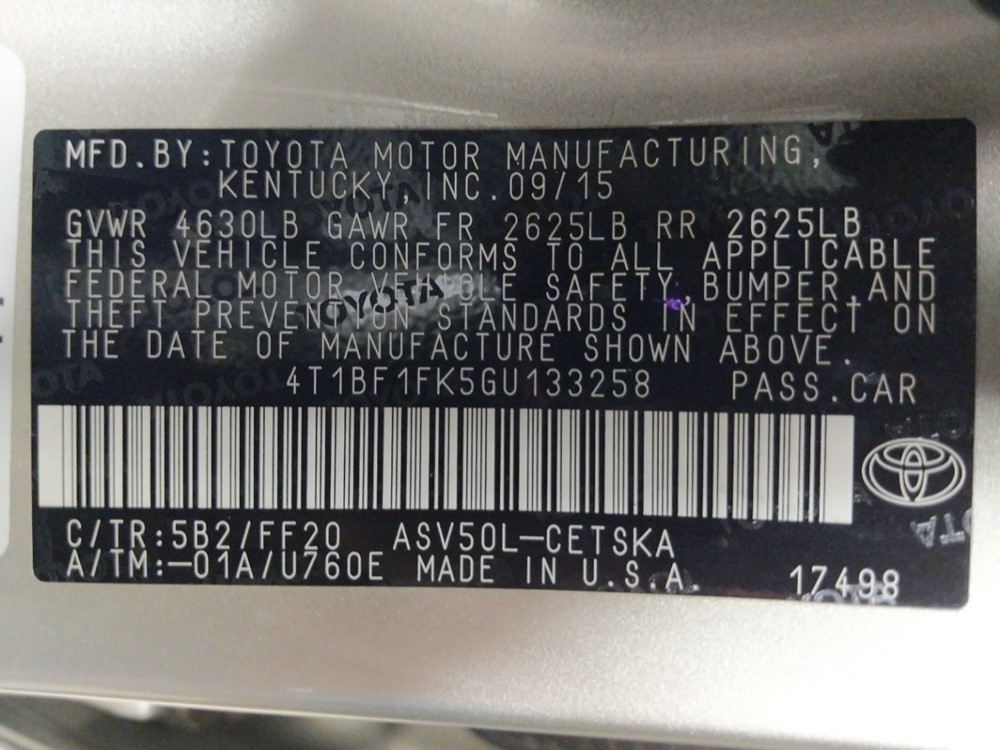 MFD.BY:TOYOTA MOTOR MANUFACTURING,
KENTUCKY,INC.09/15
GVWR 4630LB GAWR FR 2625LB RR 2625LB
THIS VEHICLE CONFORMS TO ALL APPLICABLE
FEDERAL MOTOR VEHICLE SAFETY,BUMPER,AND
THEFT PREVENTION STANDARDS IN EFFECT ON
THE DATE OF MANUFACTURE SHOWN ABOVE.
4T1BF1FK5GU133258 PASS.CAR
C/TR:5B2/FF20 ASV50L-CETSKA
A/TM:-01A/U760E MADE IN U.S.A.
17498